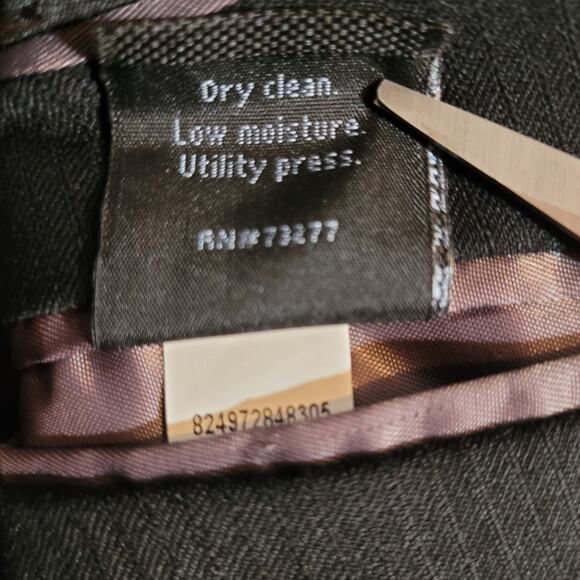 Dry clean.
Low moisture.
Utility press.
RN#73277
824972848305